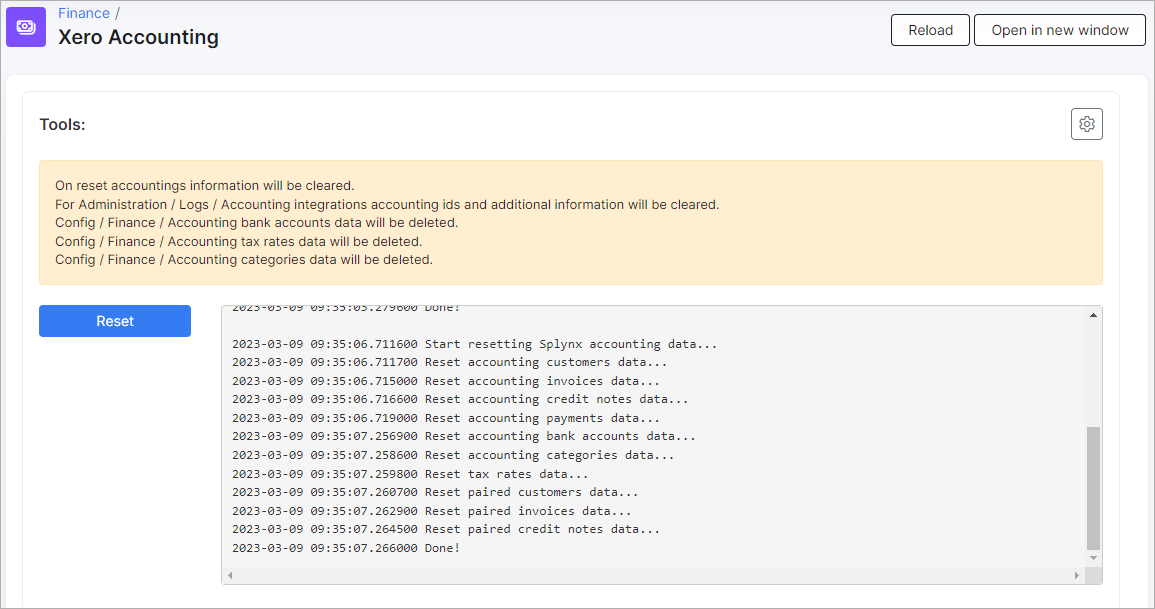 Finance /
Xero Accounting
Reload
Open in new window
Tools:
On reset accountings information will be cleared.
For Administration / Logs / Accounting integrations accounting ids and additional information will be cleared.
Config / Finance / Accounting bank accounts data will be deleted.
Config / Finance / Accounting tax rates data will be deleted.
Config / Finance / Accounting categories data will be deleted.
Reset
2023-03-09 09:35:03.279600 Done!
2023-03-09 09:35:06.711600 Start resetting Splynx accounting data...
2023-03-09 09:35:06.711700 Reset accounting customers data...
2023-03-09 09:35:06.715000 Reset accounting invoices data...
2023-03-09 09:35:06.716600 Reset accounting credit notes data...
2023-03-09 09:35:06.719000 Reset accounting payments data...
2023-03-09 09:35:07.256900 Reset accounting bank accounts data...
2023-03-09 09:35:07.258600 Reset accounting categories data...
2023-03-09 09:35:07.259800 Reset tax rates data...
2023-03-09 09:35:07.260700 Reset paired customers data...
2023-03-09 09:35:07.262900 Reset paired invoices data...
2023-03-09 09:35:07.264500 Reset paired credit notes data...
2023-03-09 09:35:07.266000 Done!